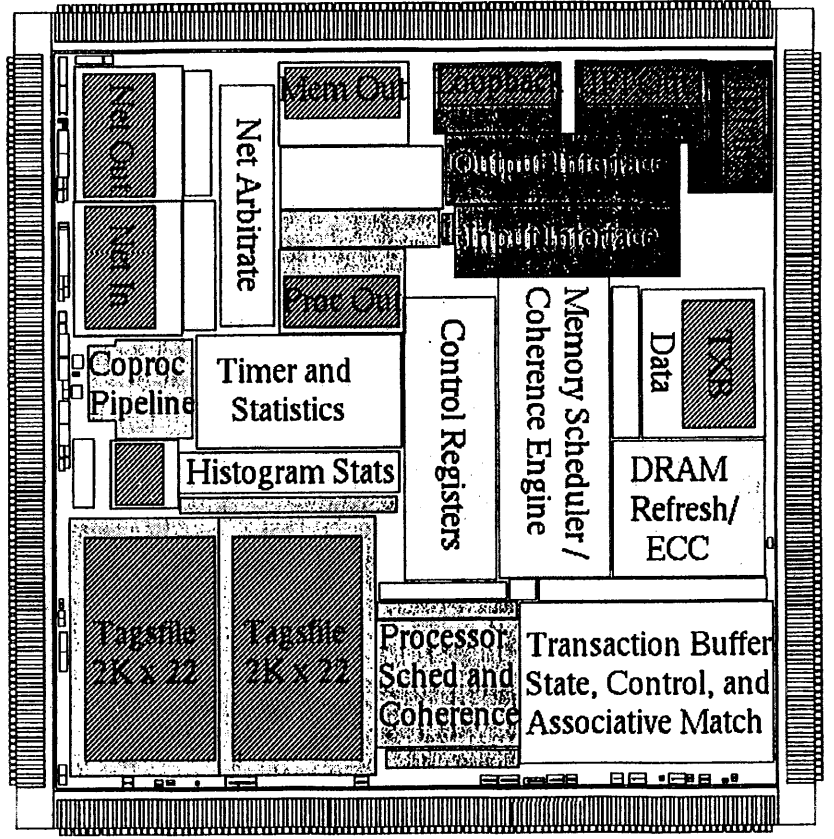 Mem Out
Loopback
Net Out
Net Arbitrate
Output Interface
Input Interface
Net In
Proc Out
Memory Scheduler /
Coherence Engine
Control Registers
TXB
Data
Coproc
Pipeline
Timer and
Statistics
Histogram Stats
DRAM
Refresh/
ECC
Tagsfile
2K x 22
Tagsfile
2K x 22
Processor
Sched and
Coherence
Transaction Buffer
State, Control, and
Associative Match